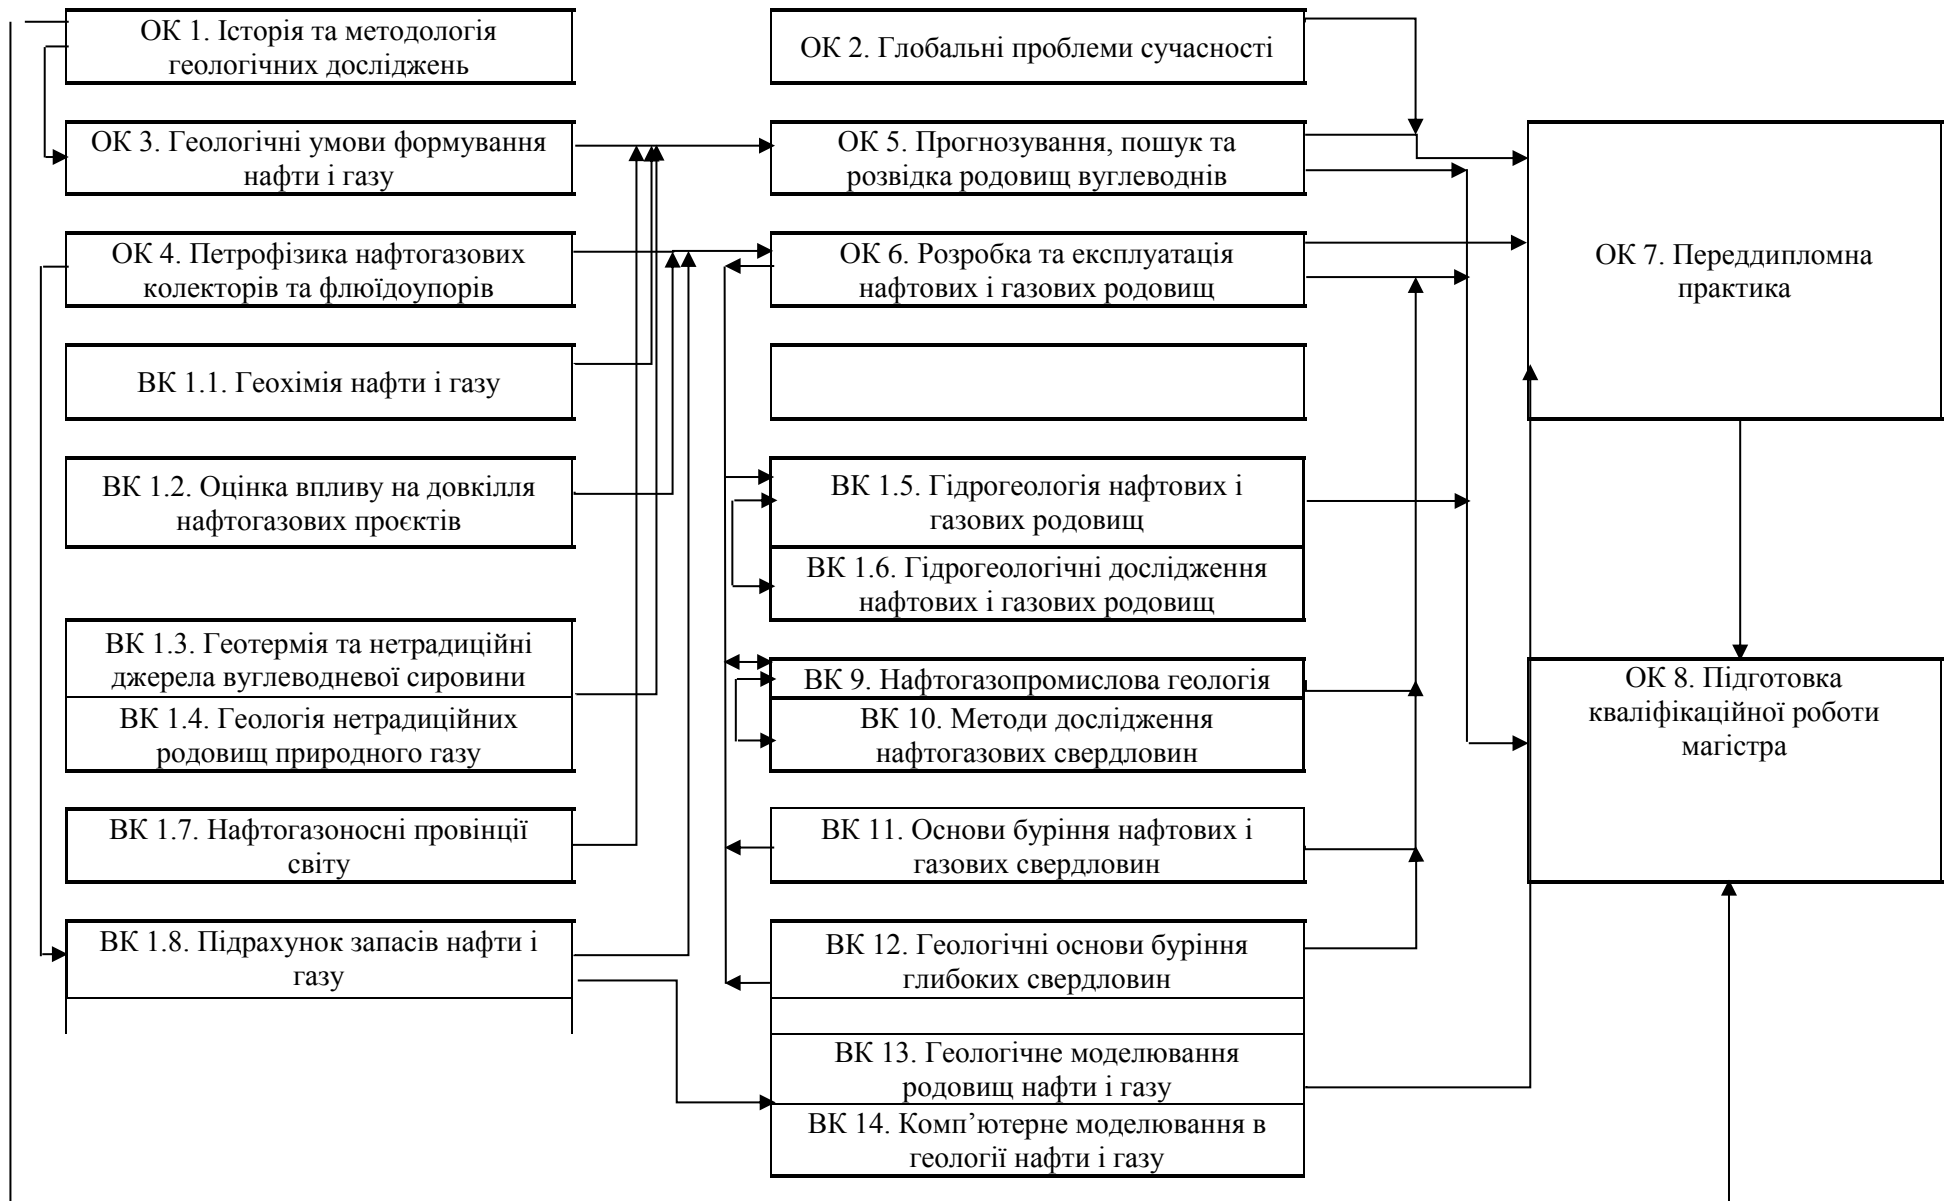 ОК 1. Історія та методологія
геологічних досліджень
ОК 2. Глобальні проблеми сучасності
ОК 3. Геологічні умови формування
нафти і газу
ОК 5. Прогнозування, пошук та
розвідка родовищ вуглеводнів
ОК 7. Переддипломна
практика
ОК 4. Петрофізика нафтогазових
колекторів та флюїдоупорів
ОК 6. Розробка та експлуатація
нафтових і газових родовищ
ВК 1.1. Геохімія нафти і газу
ВК 1.2. Оцінка впливу на довкілля
нафтогазових проєктів
ВК 1.5. Гідрогеологія нафтових і
газових родовищ
ВК 1.6. Гідрогеологічні дослідження
нафтових і газових родовищ
ВК 1.3. Геотермія та нетрадиційні
джерела вуглеводневої сировини
ВК 1.4. Геологія нетрадиційних
родовищ природного газу
ВК 9. Нафтогазопромислова геологія
ВК 10. Методи дослідження
нафтогазових свердловин
ОК 8. Підготовка
кваліфікаційної роботи
магістра
ВК 1.7. Нафтогазоносні провінції
світу
ВК 11. Основи буріння нафтових і
газових свердловин
ВК 1.8. Підрахунок запасів нафти і
газу
ВК 12. Геологічні основи буріння
глибоких свердловин
ВК 13. Геологічне моделювання
родовищ нафти і газу
ВК 14. Комп’ютерне моделювання в
геології нафти і газу